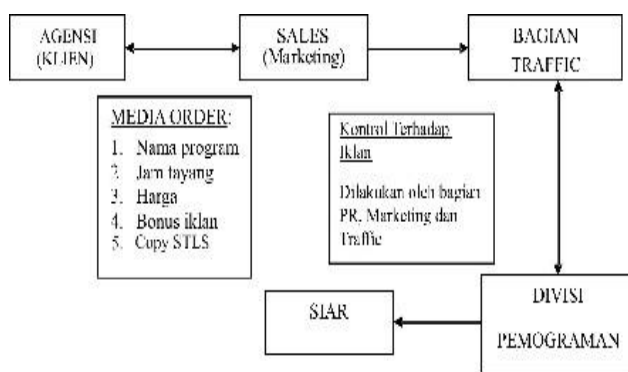 AGENSI
(KLIEN)
SALES
(Marketing)
BAGIAN
TRAFFIC
MEDIA ORDER:
1. Nama program
2. Jam tayang
3. Harga
4. Bonus iklan
5. Copy STLS
Kontrol Terhadap
Iklan
Dilakukan oleh bagian
PR, Marketing dan
Traffic
SIAR
DIVISI
PEMOGRAMAN